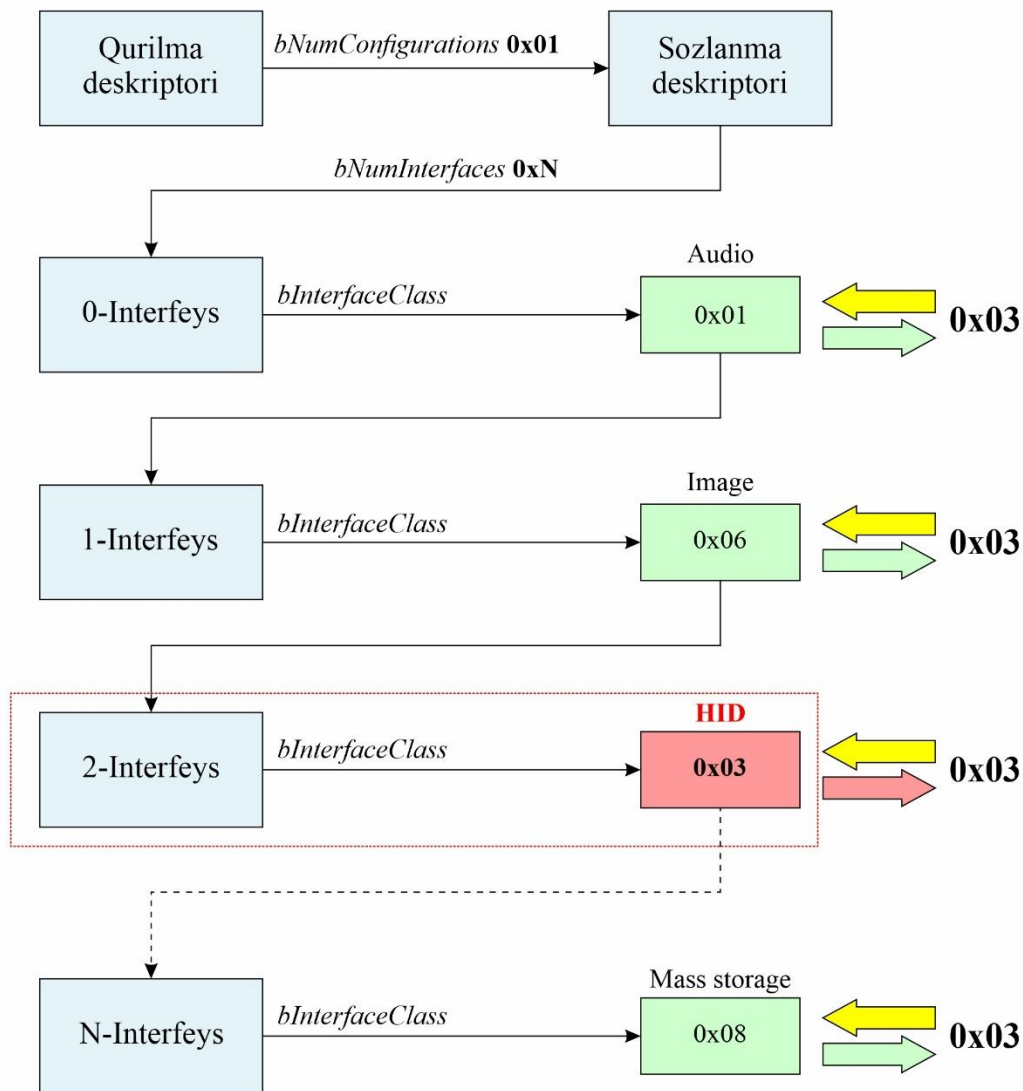 Qurilma
deskriptori
bNumConfigurations 0x01
Sozlanma
deskriptori
bNumInterfaces 0xN
0-Interfeys
bInterfaceClass
Audio
0x01
0x03
1-Interfeys
bInterfaceClass
Image
0x06
0x03
2-Interfeys
bInterfaceClass
HID
0x03
0x03
N-Interfeys
bInterfaceClass
Mass storage
0x08
0x03